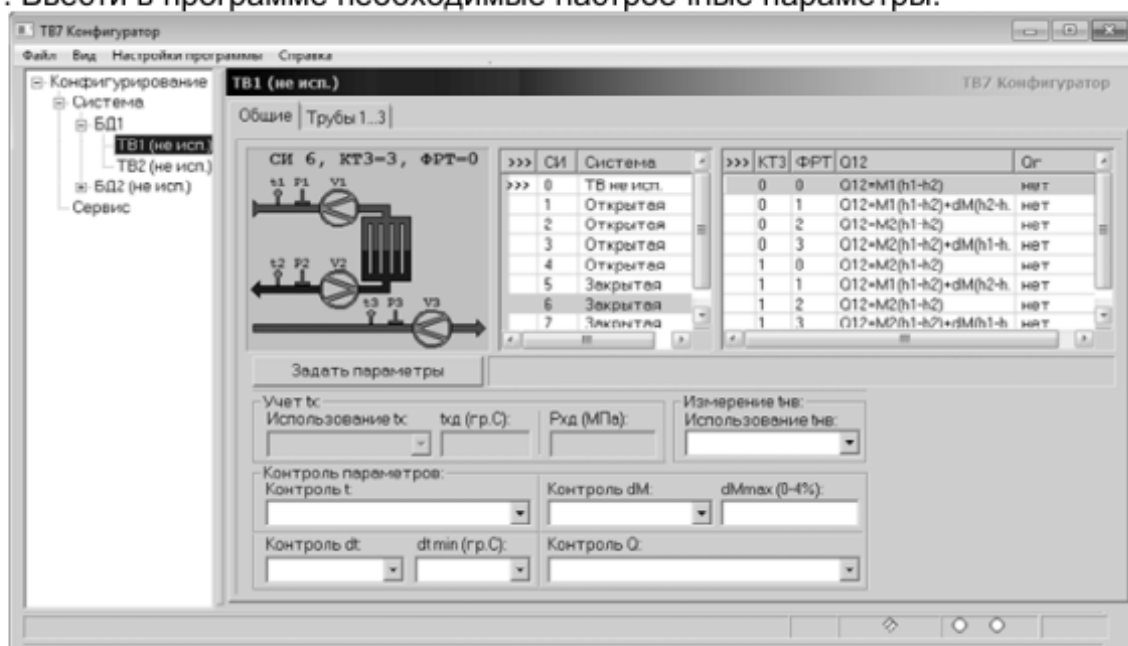 . Ввести в программе необходимые настроечные параметры.
ТВ7 Конфигуратор
Файл Вид Настройки программы Справка
Конфигурирование
Система
БД1
ТВ1 (не исп.)
ТВ2 (не исп.)
БД2 (не исп.)
Сервис
ТВ1 (не исп.) ТВ7 Конфигуратор
Общие Трубы 1...3
СИ 6, КТ3=3, ФРТ=0
t1 P1 V1
t2 P2 V2
t3 P3 V3
>>> СИ Система
>>> 0 ТВ не исп.
1 Открытая
2 Открытая
3 Открытая
4 Открытая
5 Закрытая
6 Закрытая
7 Закрытая
>>> КТ3 ФРТ Q12 Qг
0 0 Q12=M1(h1-h2) нет
0 1 Q12=M1(h1-h2)+dM(h2-h. нет
0 2 Q12=M2(h1-h2) нет
0 3 Q12=M2(h1-h2)+dM(h1-h. нет
1 0 Q12=M2(h1-h2) нет
1 1 Q12=M1(h1-h2)+dM(h2-h. нет
1 2 Q12=M2(h1-h2) нет
1 3 Q12=M2(h1-h2)+dM(h1-h. нет
Задать параметры
Учет tx:
Использование tx: txд (гр.С): Рхд (МПа):
Измерение tнв:
Использование tнв:
Контроль параметров:
Контроль t: Контроль dM: dMmax (0-4%):
Контроль dt: dt min (гр.С): Контроль Q: